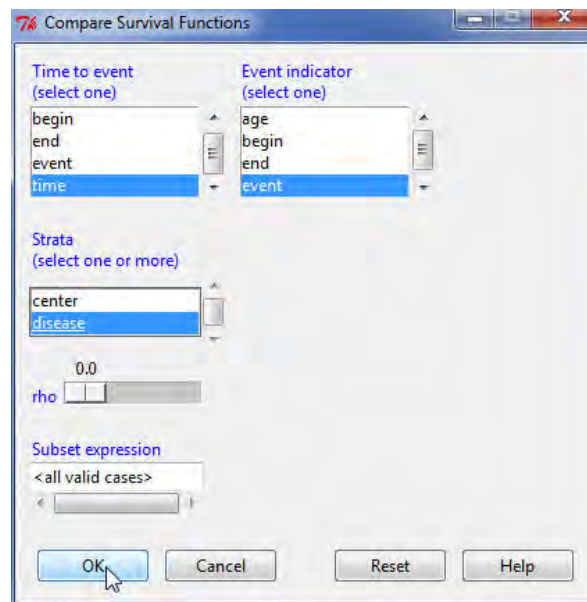 Compare Survival Functions
Time to event
(select one)
begin
end
event
time
Event indicator
(select one)
age
begin
end
event
Strata
(select one or more)
center
disease
0.0
rho
Subset expression
<all valid cases>
OK Cancel Reset Help